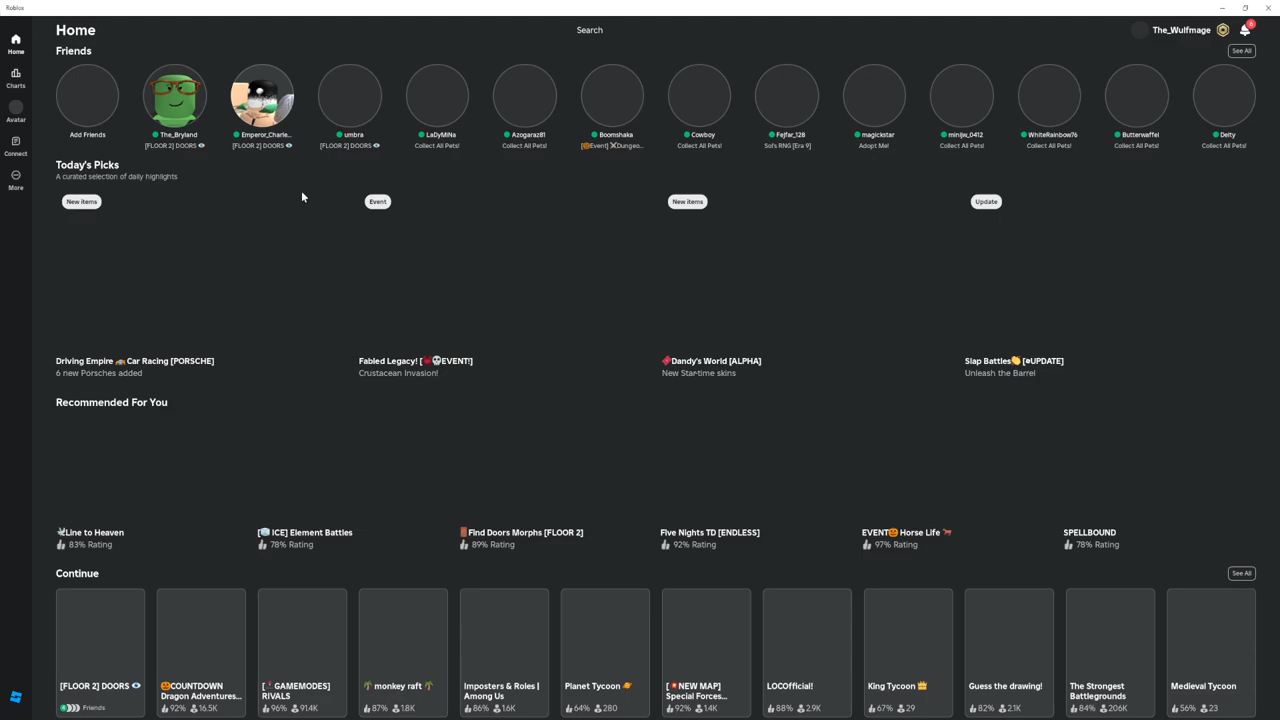 Roblox
Home
Search
The_Wulfmage
6
Home
Charts
Avatar
Connect
More
Friends
See All
Add Friends
The_Bryland
[FLOOR 2] DOORS 👁️
Emperor_Charle...
[FLOOR 2] DOORS 👁️
umbra
[FLOOR 2] DOORS 👁️
LaDyMiNa
Collect All Pets!
Azogaraz81
Collect All Pets!
Boomshaka
[🎃Event] ⚔️Dungeo...
Cowboy
Collect All Pets!
Fejfar_128
Sol's RNG [Era 9]
magickstar
Adopt Me!
minijw_0412
Collect All Pets!
WhiteRainbow76
Collect All Pets!
Butterwaffel
Collect All Pets!
Deity
Collect All Pets!
Today's Picks
A curated selection of daily highlights
New items
Event
New items
Update
Driving Empire 🏎️Car Racing [PORSCHE]
6 new Porsches added
Fabled Legacy! [💀EVENT!]
Crustacean Invasion!
Dandy's World [ALPHA]
New Star-time skins
Slap Battles👏 [UPDATE]
Unleash the Barrel
Recommended For You
🕊️Line to Heaven
83% Rating
[🧊 ICE] Element Battles
78% Rating
🚪Find Doors Morphs [FLOOR 2]
89% Rating
Five Nights TD [ENDLESS]
92% Rating
EVENT🎃 Horse Life 🐎
97% Rating
SPELLBOUND
78% Rating
Continue
See All
[FLOOR 2] DOORS 👁️
Friends
🎃COUNTDOWN
Dragon Adventures...
92% 16.5K
[GAMEMODES]
RIVALS
96% 91.4K
🌴 monkey raft 🌴
87% 1.8K
Imposters & Roles |
Among Us
86% 1.6K
Planet Tycoon 🪐
64% 280
[💥NEW MAP]
Special Forces...
92% 1.4K
LOCOfficial!
88% 2.9K
King Tycoon 👑
67% 29
Guess the drawing!
82% 2.1K
The Strongest
Battlegrounds
84% 206K
Medieval Tycoon
56% 23